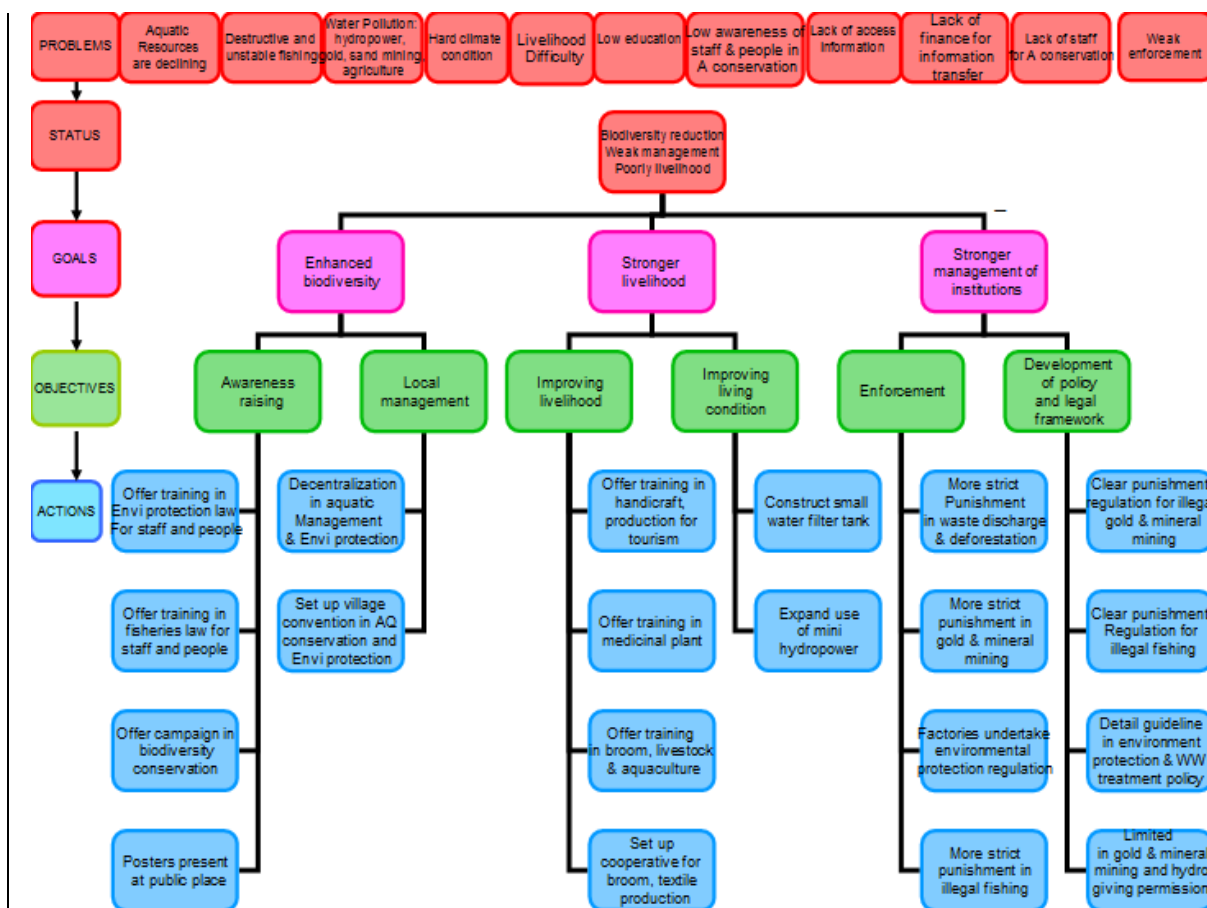 PROBLEMS
Aquatic
Resources
are declining
Destructive and
unstable fishing
Water Pollution:
hydropower,
gold, sand mining,
agriculture
Hard climate
condition
Livelihood
Difficulty
Low education
Low awareness of
staff & people in
A conservation
Lack of access
Information
Lack of
finance for
information
transfer
Lack of staff
for A conservation
Weak
enforcement
STATUS
Biodiversity reduction
Weak management
Poorly livelihood
GOALS
Enhanced
biodiversity
Stronger
livelihood
Stronger
management of
institutions
OBJECTIVES
Awareness
raising
Local
management
Improving
livelihood
Improving
living
condition
Enforcement
Development
of policy
and legal
framework
ACTIONS
Offer training in
Envi protection law
For staff and people
Decentralization
in aquatic
Management
& Envi protection
Offer training in
handicraft,
production for
tourism
Construct small
water filter tank
More strict
Punishment
in waste discharge
& deforestation
Clear punishment
regulation for illegal
gold & mineral
mining
Offer training in
fisheries law for
staff and people
Set up village
convention in AQ
conservation and
Envi protection
Offer training in
medicinal plant
Expand use
of mini
hydropower
More strict
punishment in
gold & mineral
mining
Clear punishment
Regulation for
illegal fishing
Offer campaign in
biodiversity
conservation
Offer training
in broom, livestock
& aquaculture
Factories undertake
environmental
protection regulation
Detail guideline
in environment
protection & WW
treatment policy
Posters present
at public place
Set up
cooperative for
broom, textile
production
More strict
punishment in
illegal fishing
Limited
in gold & mineral
mining and hydro
giving permission